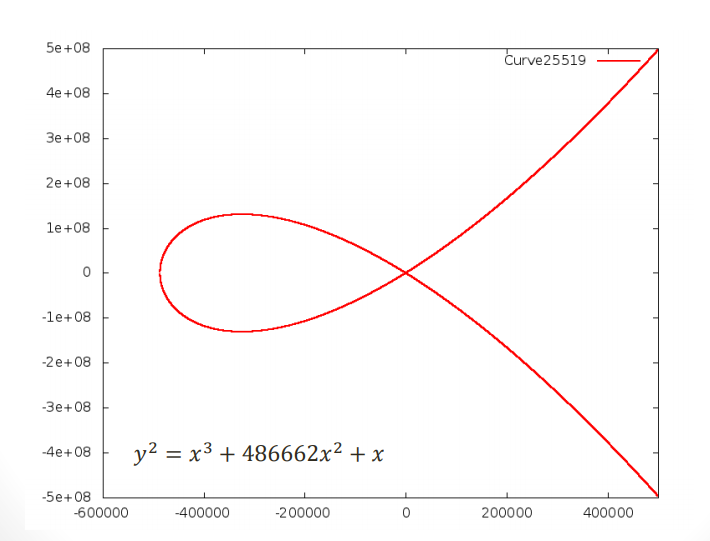 5e+08
Curve25519
4e+08
3e+08
2e+08
1e+08
0
-1e+08
-2e+08
-3e+08
-4e+08
y² = x³ + 486662x² + x
-5e+08
-600000 -400000 -200000 0 200000 400000